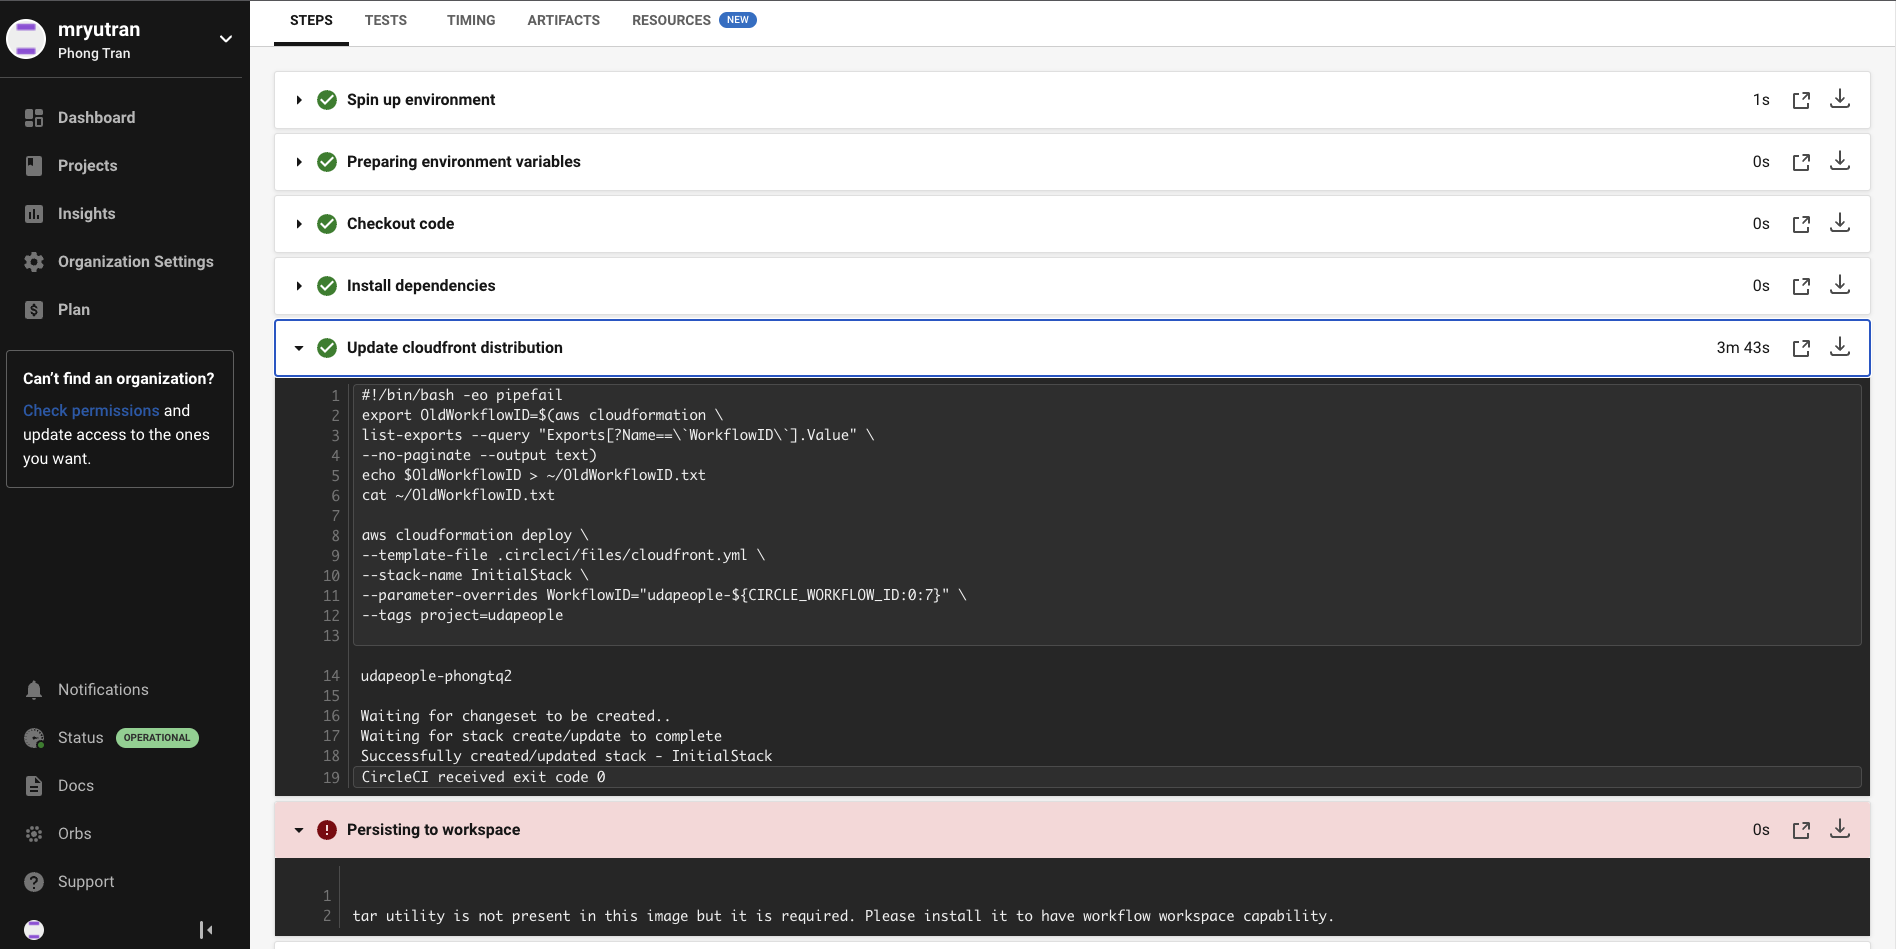 mryutran
Phong Tran
Dashboard
Projects
Insights
Organization Settings
Plan
Can't find an organization?
Check permissions and
update access to the ones
you want.
Notifications
Status OPERATIONAL
Docs
Orbs
Support
STEPS TESTS TIMING ARTIFACTS RESOURCES NEW
Spin up environment 1s
Preparing environment variables 0s
Checkout code 0s
Install dependencies 0s
Update cloudfront distribution 3m 43s
1 #!/bin/bash -eo pipefail
2 export OldWorkflowID=$(aws cloudformation \
3 list-exports --query "Exports[?Name==\`WorkflowID\`].Value" \
4 --no-paginate --output text)
5 echo $OldWorkflowID > ~/OldWorkflowID.txt
6 cat ~/OldWorkflowID.txt
7
8 aws cloudformation deploy \
9 --template-file .circleci/files/cloudfront.yml \
10 --stack-name InitialStack \
11 --parameter-overrides WorkflowID="udapeople-${CIRCLE_WORKFLOW_ID:0:7}" \
12 --tags project=udapeople
13
14 udapeople-phongtq2
15
16 Waiting for changeset to be created..
17 Waiting for stack create/update to complete
18 Successfully created/updated stack - InitialStack
19 CircleCI received exit code 0
Persisting to workspace 0s
1
2 tar utility is not present in this image but it is required. Please install it to have workflow workspace capability.